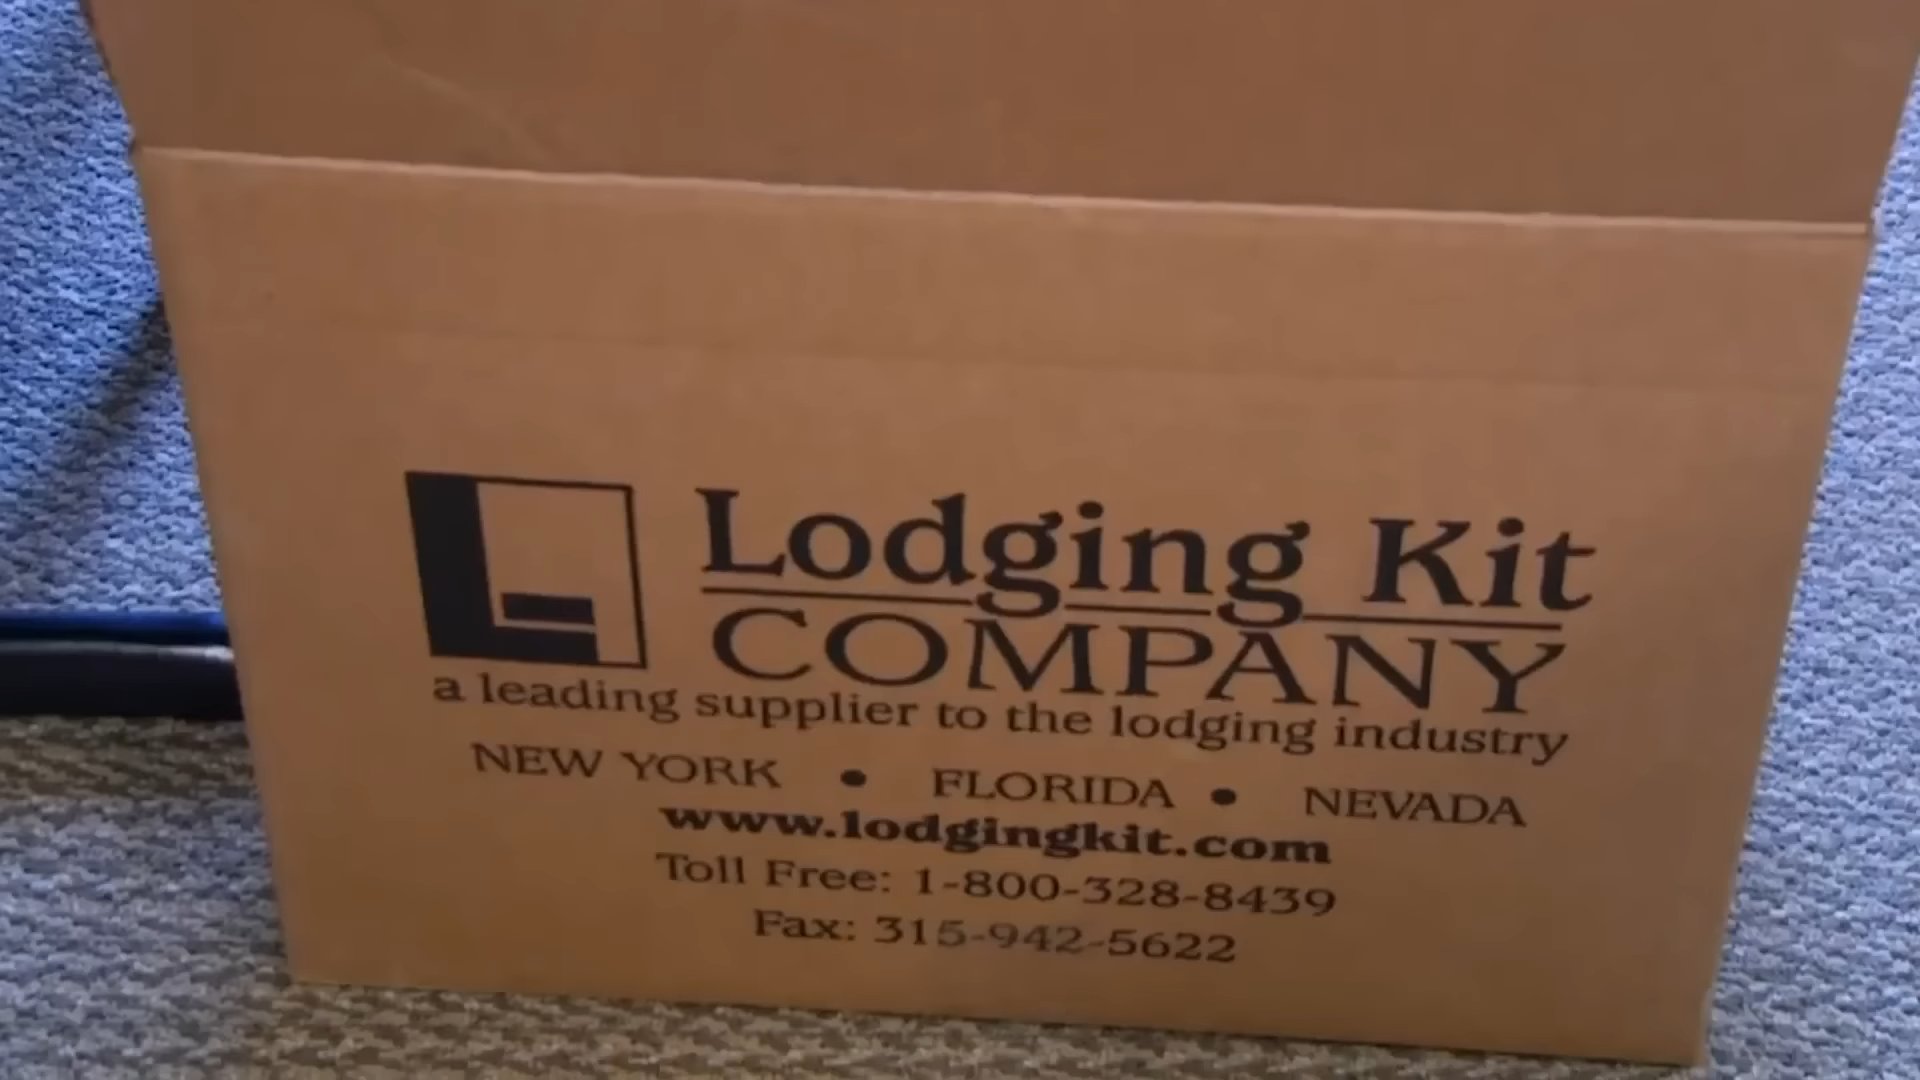 Lodging Kit
COMPANY
a leading supplier to the lodging industry
NEW YORK • FLORIDA • NEVADA
www.lodgingkit.com
Toll Free: 1-800-328-8439
Fax: 315-942-5622